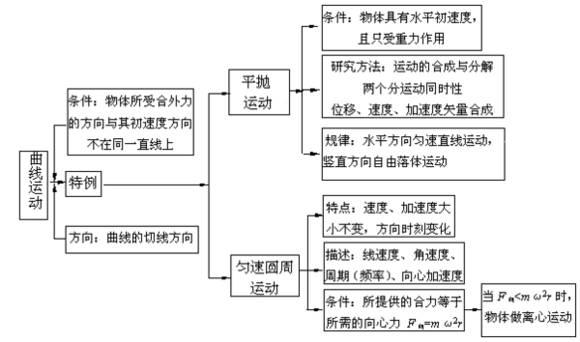 曲线运动
条件：物体所受合外力
的方向与其初速度方向
不在同一直线上
特例
方向：曲线的切线方向
平抛
运动
条件：物体具有水平初速度，
且只受重力作用
研究方法：运动的合成与分解
两个分运动同时性
位移、速度、加速度矢量合成
规律：水平方向匀速直线运动，
竖直方向自由落体运动
匀速圆周
运动
特点：速度、加速度大
小不变，方向时刻变化
描述：线速度、角速度、
周期（频率）、向心加速度
条件：所提供的合力等于
所需的向心力 F向=mω²r
当F向<mω²r时，
物体做离心运动